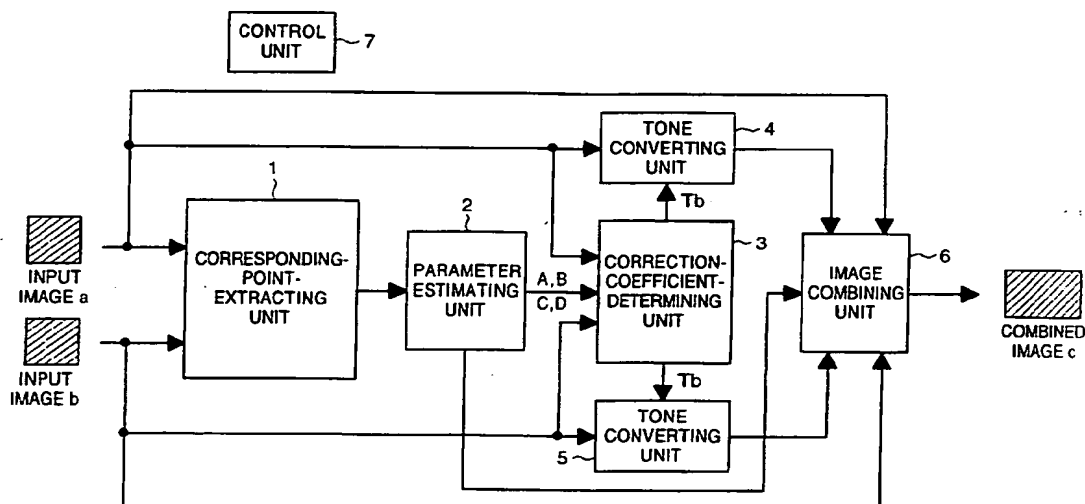 CONTROL
UNIT
7
TONE
CONVERTING
UNIT
4
1
CORRESPONDING-
POINT-
EXTRACTING
UNIT
2
PARAMETER
ESTIMATING
UNIT
A,B
C,D
Tb
CORRECTION-
COEFFICIENT-
DETERMINING
UNIT
3
Tb
TONE
CONVERTING
UNIT
5
IMAGE
COMBINING
UNIT
6
INPUT
IMAGE a
INPUT
IMAGE b
COMBINED
IMAGE c